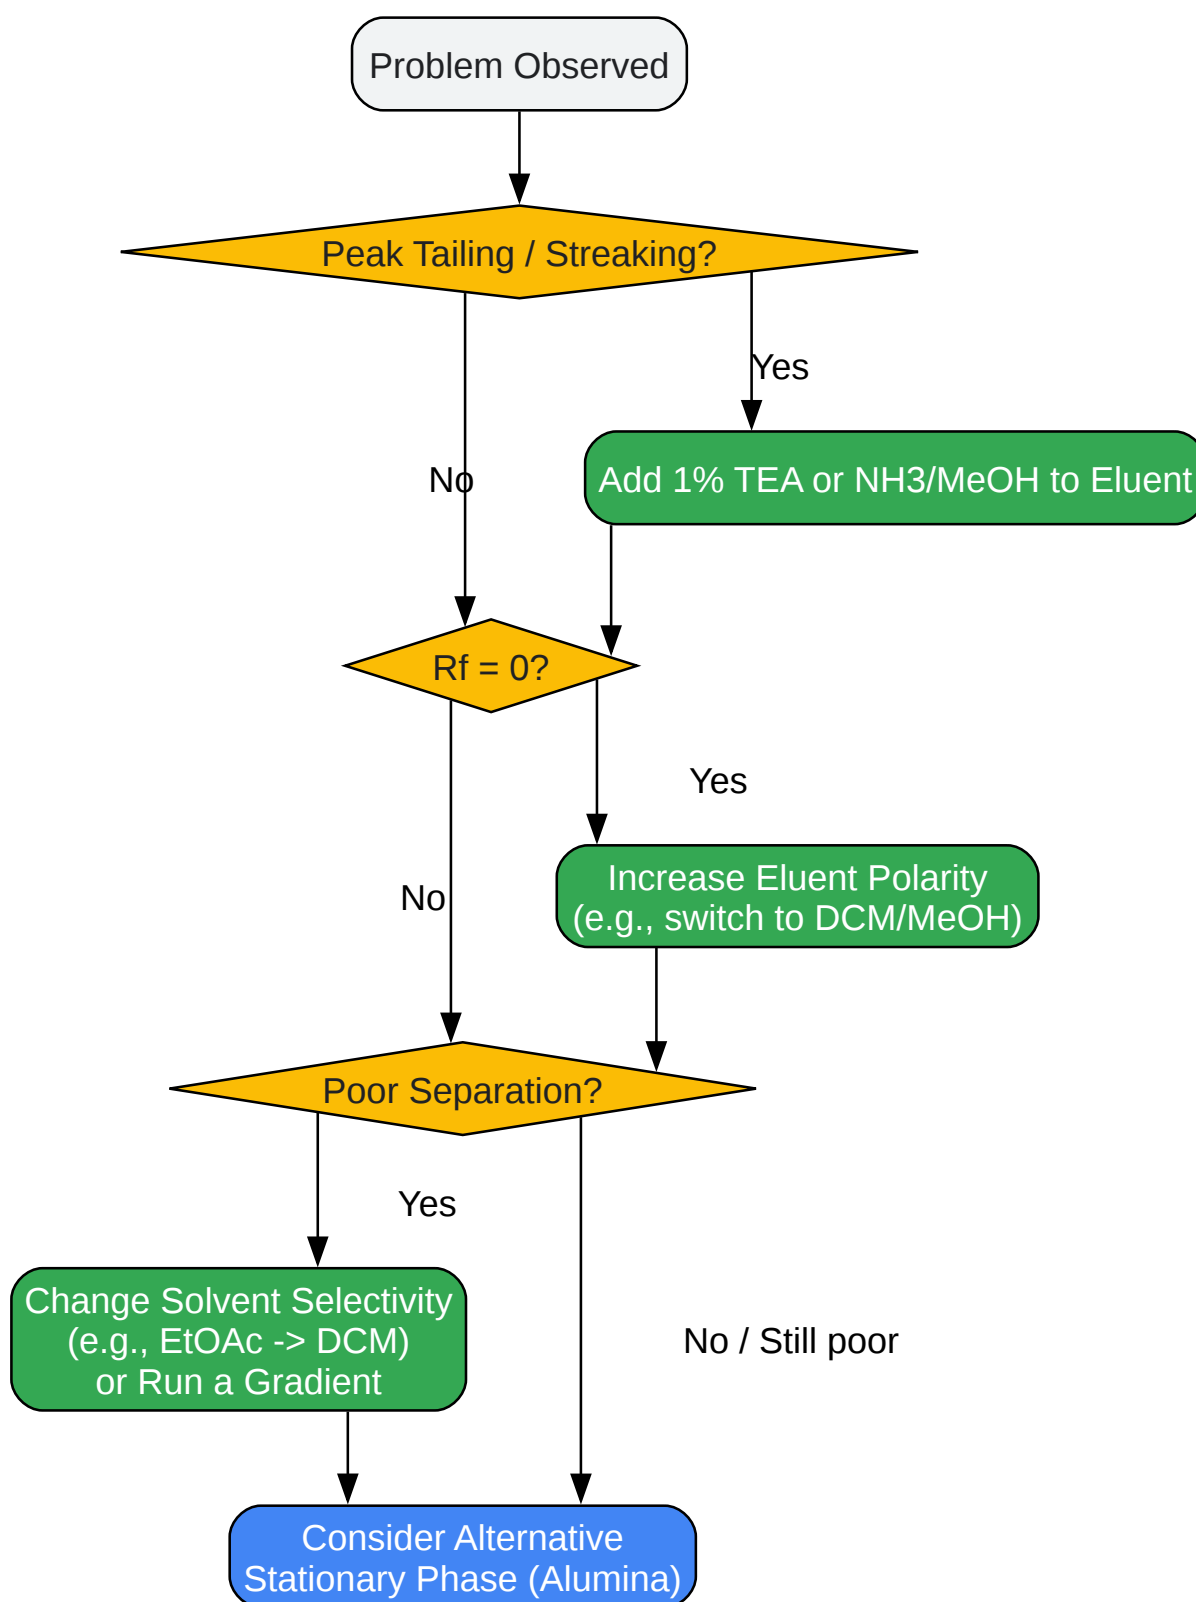 Problem Observed
Peak Tailing / Streaking?
Yes
No
Add 1% TEA or NH3/MeOH to Eluent
Rf = 0?
Yes
Increase Eluent Polarity
(e.g., switch to DCM/MeOH)
No
Poor Separation?
Yes
Change Solvent Selectivity
(e.g., EtOAc -> DCM)
or Run a Gradient
No / Still poor
Consider Alternative
Stationary Phase (Alumina)